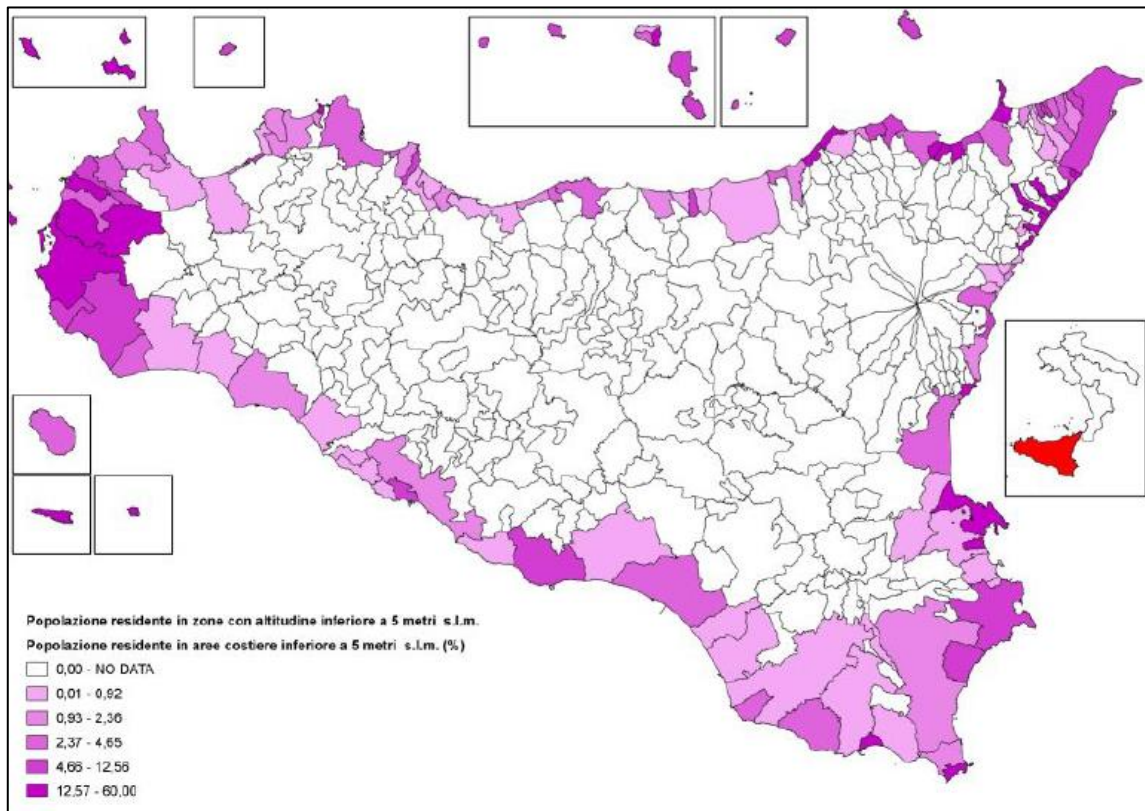 Popolazione residente in zone con altitudine inferiore a 5 metri s.l.m.
Popolazione residente in aree costiere inferiore a 5 metri s.l.m. (%)
0,00 - NO DATA
0,01 - 0,92
0,93 - 2,36
2,37 - 4,65
4,66 - 12,56
12,57 - 60,00